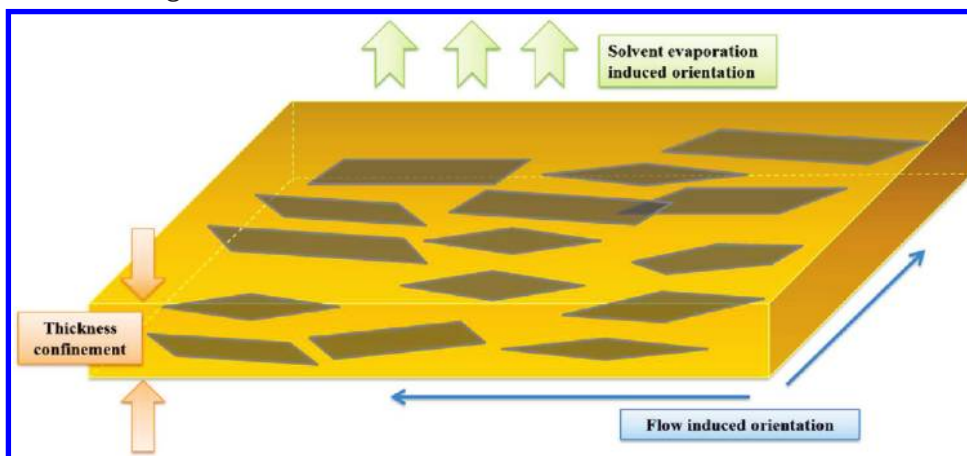 Solvent evaporation
induced orientation
Thickness
confinement
Flow induced orientation